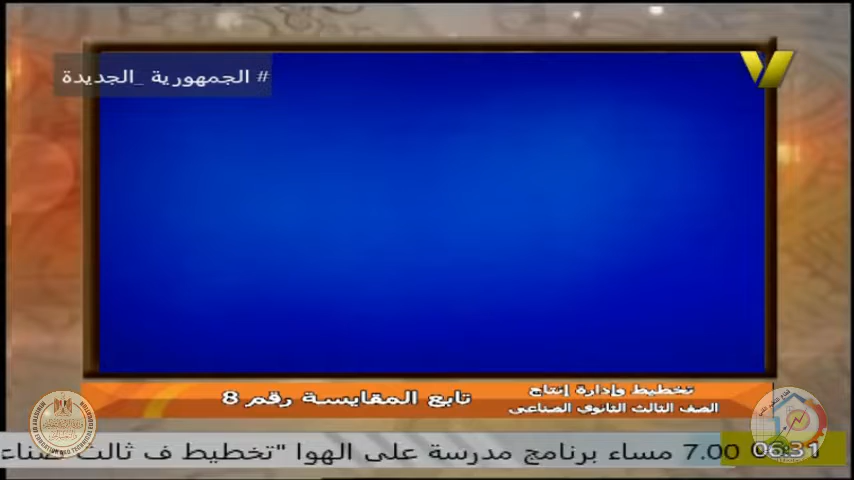 # الجمهورية _الجديدة
تخطيط وإدارة إنتاج
تابع المقايسة رقم 8
الصف الثالث الثانوى الصناعى
7.00 مساء برنامج مدرسة على الهوا "تخطيط ف ثالث
06:31